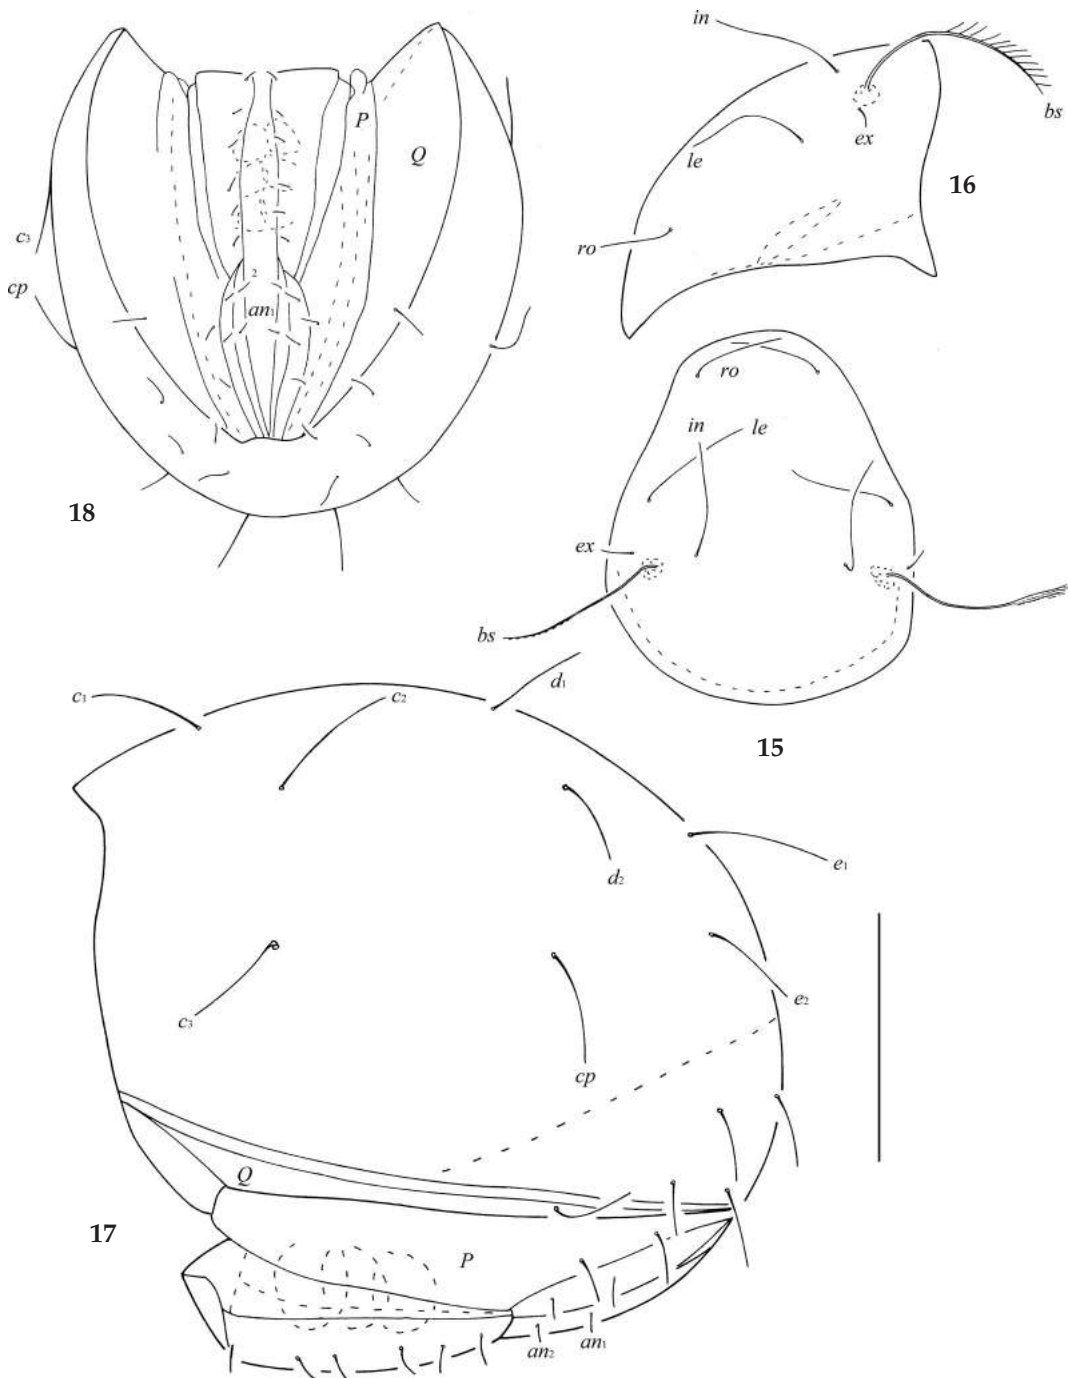 in
bs
ex
le
ro
16
P
Q
c3
cp
2
an1
18
ro
in
le
ex
bs
15
c1
c2
d1
d2
e1
e2
c3
cp
Q
P
17
an2
an1